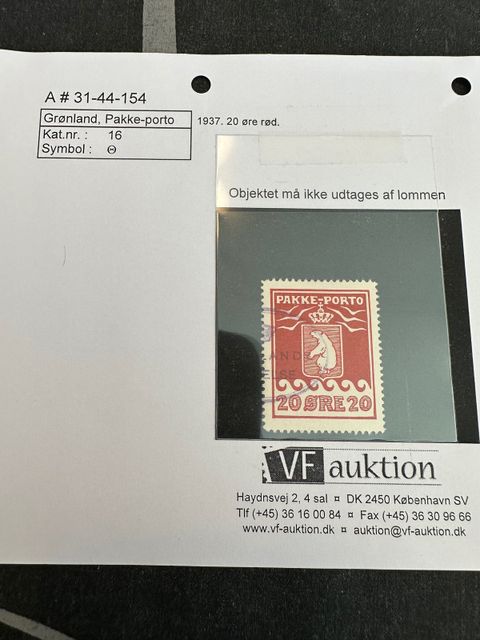 A # 31-44-154
Grønland, Pakke-porto
Kat.nr. : 16
Symbol : Θ
1937. 20 øre rød.
Objektet må ikke udtages af lommen
PAKKE-PORTO
LANDS
ELSE
20 ØRE 20
VF auktion
Haydnsvej 2, 4 sal ¤ DK 2450 København SV
Tlf (+45) 36 16 00 84 ¤ Fax (+45) 36 30 96 66
www.vf-auktion.dk ¤ auktion@vf-auktion.dk